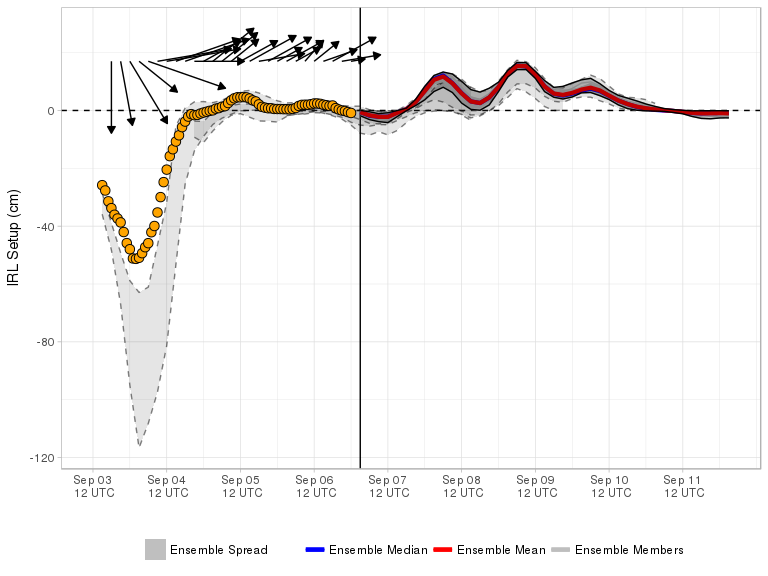 IRL Setup (cm)
0
-40
-80
-120
Sep 03 Sep 04 Sep 05 Sep 06 Sep 07 Sep 08 Sep 09 Sep 10 Sep 11
12 UTC 12 UTC 12 UTC 12 UTC 12 UTC 12 UTC 12 UTC 12 UTC 12 UTC
Ensemble Spread Ensemble Median Ensemble Mean Ensemble Members